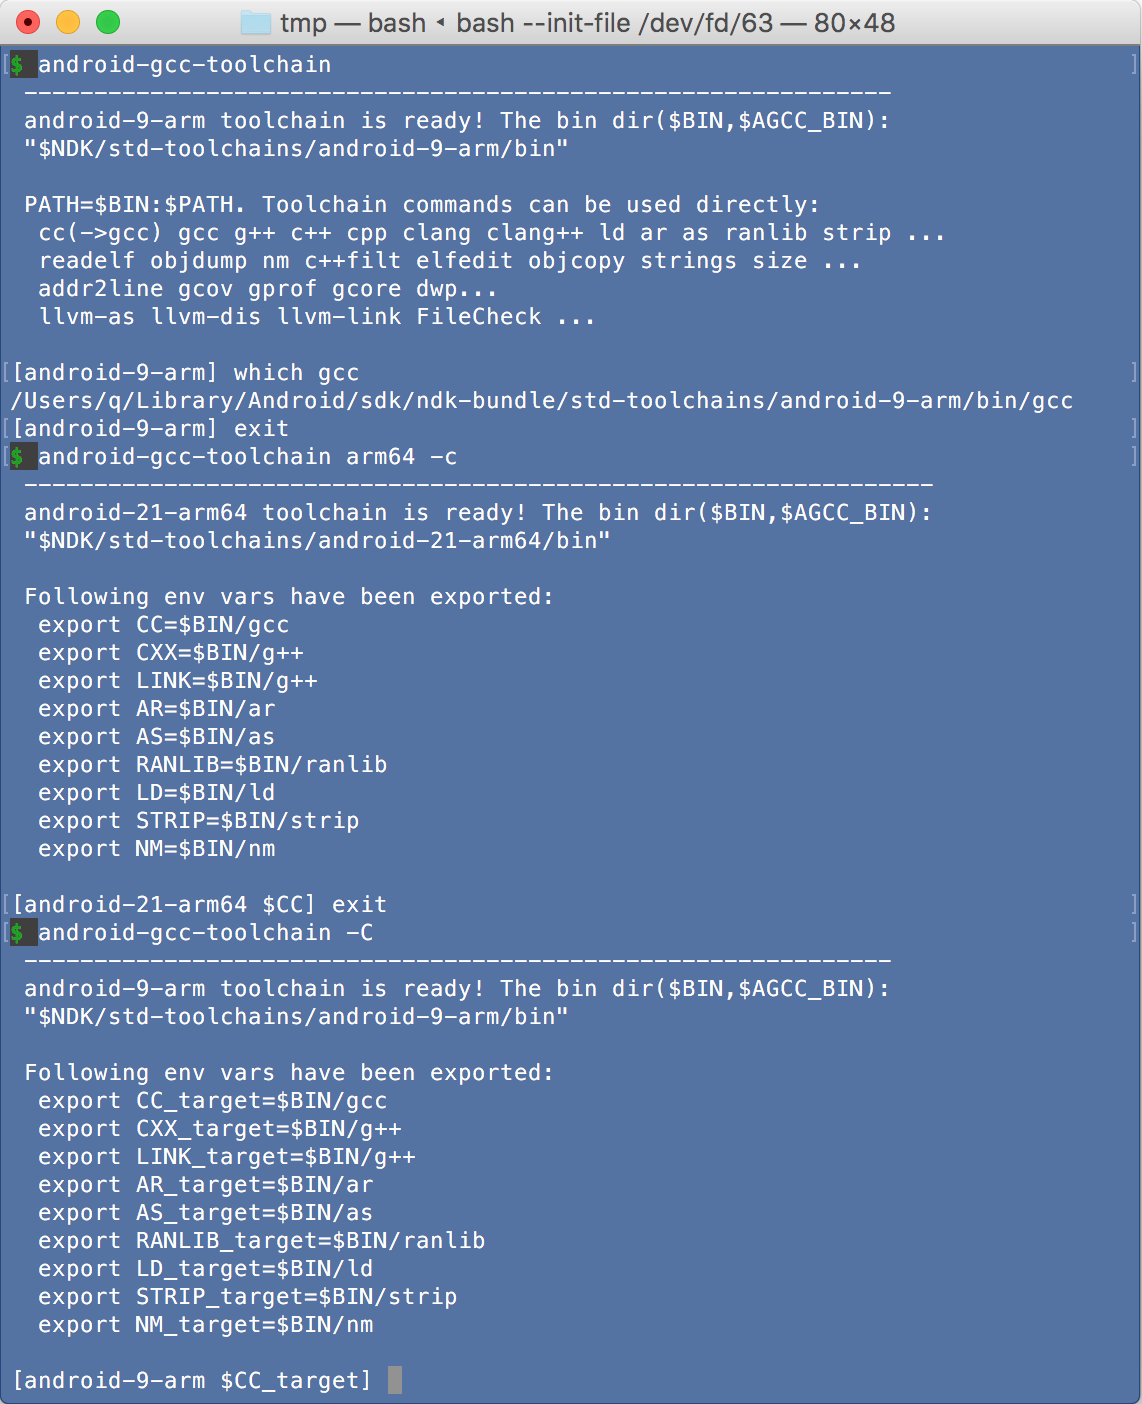 tmp — bash ◂ bash --init-file /dev/fd/63 — 80×48
[$ android-gcc-toolchain ]
---------------------------------------------------------------
android-9-arm toolchain is ready! The bin dir($BIN,$AGCC_BIN):
"$NDK/std-toolchains/android-9-arm/bin"
PATH=$BIN:$PATH. Toolchain commands can be used directly:
cc(->gcc) gcc g++ c++ cpp clang clang++ ld ar as ranlib strip ...
readelf objdump nm c++filt elfedit objcopy strings size ...
addr2line gcov gprof gcore dwp...
llvm-as llvm-dis llvm-link FileCheck ...
[[android-9-arm] which gcc ]
/Users/q/Library/Android/sdk/ndk-bundle/std-toolchains/android-9-arm/bin/gcc
[[android-9-arm] exit ]
[$ android-gcc-toolchain arm64 -c ]
-----------------------------------------------------------------
android-21-arm64 toolchain is ready! The bin dir($BIN,$AGCC_BIN):
"$NDK/std-toolchains/android-21-arm64/bin"
Following env vars have been exported:
export CC=$BIN/gcc
export CXX=$BIN/g++
export LINK=$BIN/g++
export AR=$BIN/ar
export AS=$BIN/as
export RANLIB=$BIN/ranlib
export LD=$BIN/ld
export STRIP=$BIN/strip
export NM=$BIN/nm
[[android-21-arm64 $CC] exit ]
[$ android-gcc-toolchain -C ]
---------------------------------------------------------------
android-9-arm toolchain is ready! The bin dir($BIN,$AGCC_BIN):
"$NDK/std-toolchains/android-9-arm/bin"
Following env vars have been exported:
export CC_target=$BIN/gcc
export CXX_target=$BIN/g++
export LINK_target=$BIN/g++
export AR_target=$BIN/ar
export AS_target=$BIN/as
export RANLIB_target=$BIN/ranlib
export LD_target=$BIN/ld
export STRIP_target=$BIN/strip
export NM_target=$BIN/nm
[android-9-arm $CC_target]